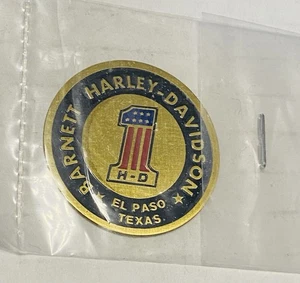 BARNETT HARLEY-DAVIDSON
1
H-D
EL PASO
TEXAS